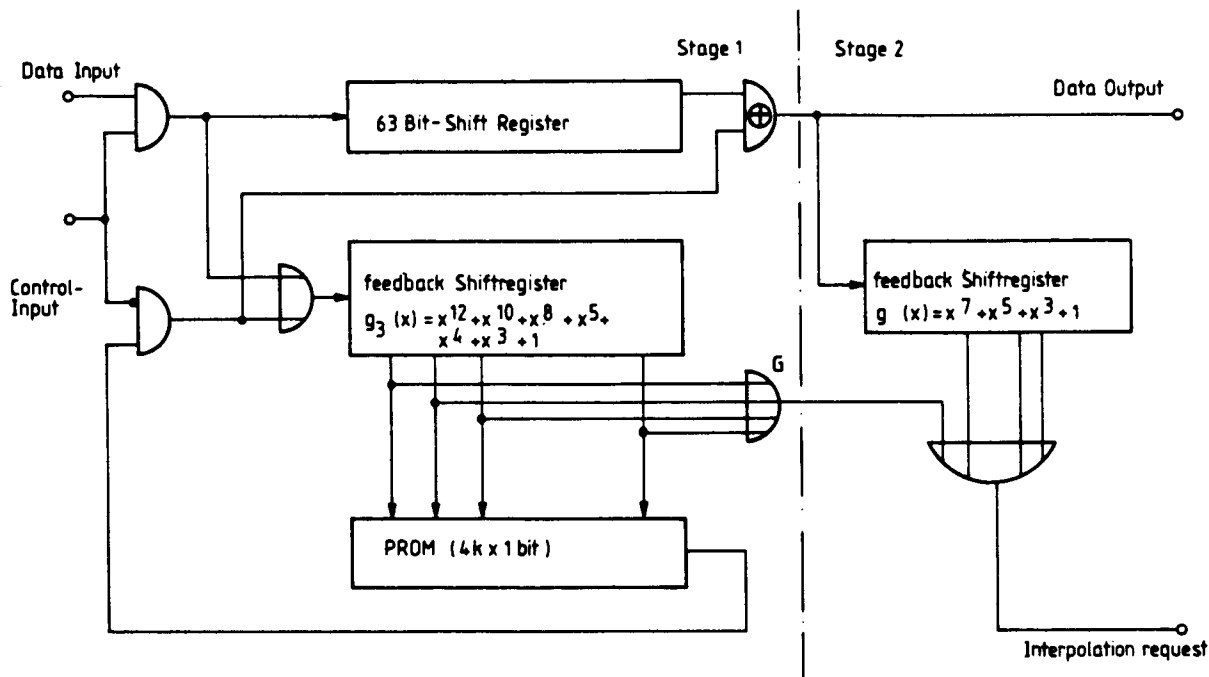 Stage 1
Stage 2
Data Input
Data Output
63 Bit-Shift Register
Control-
Input
feedback Shiftregister
g₃ (x) = x¹² + x¹⁰ + x⁸ + x⁵ +
x⁴ + x³ + 1
feedback Shiftregister
g (x) = x⁷ + x⁵ + x³ + 1
G
PROM (4k x 1 bit)
Interpolation request